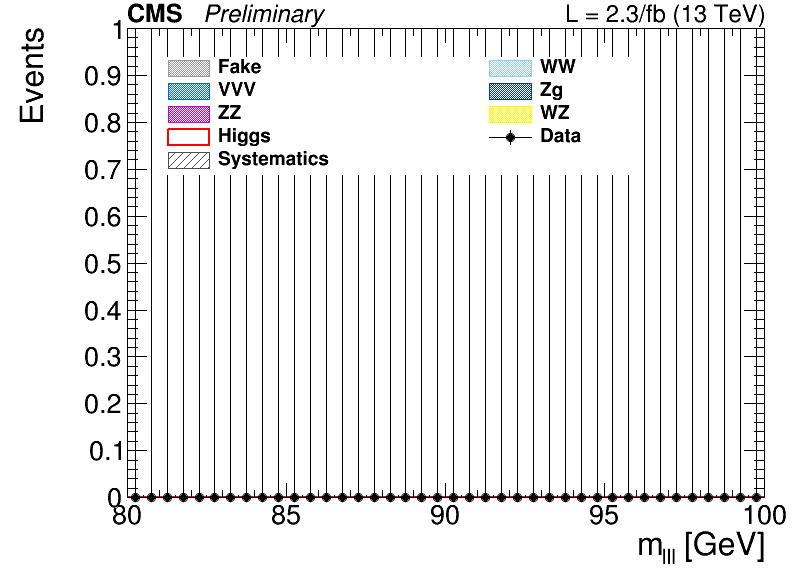 CMS Preliminary L = 2.3/fb (13 TeV)
Events
1
0.9
0.8
0.7
0.6
0.5
0.4
0.3
0.2
0.1
0
Fake WW
VVV Zg
ZZ WZ
Higgs Data
Systematics
80 85 90 95 100
m_lll [GeV]